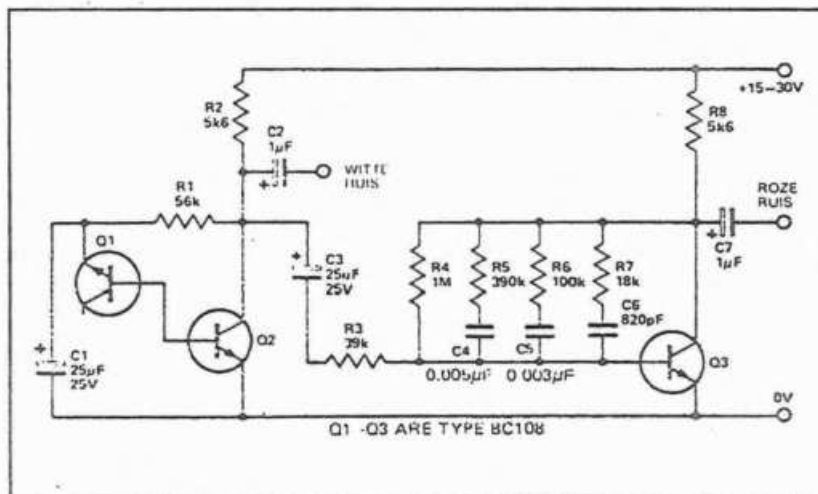 +15–30V
R2
5k6
R8
5k6
C2
1µF
+
WITTE
RUIS
ROZE
RUIS
R1
56k
Q1
+
C7
1µF
C3
25µF
25V
+
R4
1M
R5
390k
R6
100k
R7
18k
C6
820pF
+
C1
25µF
25V
Q2
R3
39k
C4
0.005µF
C5
0.003µF
Q3
0V
Q1 -Q3 ARE TYPE BC108